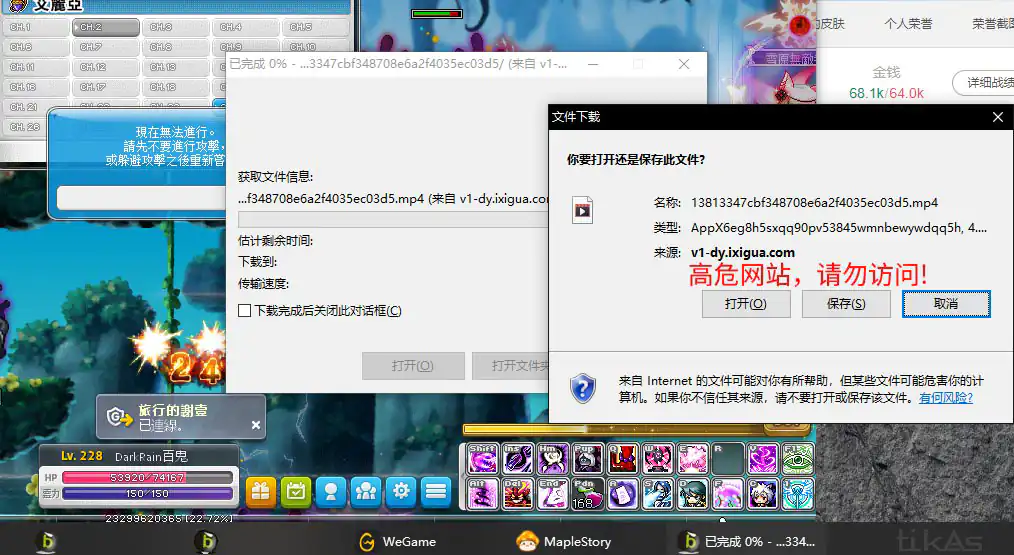 艾麗亞
CH.1 CH.2 CH.3 CH.4 CH.5
CH.6 CH.7 CH.8 CH.9 CH.10
CH.11 CH.12 CH.13 CH.14 CH.15
CH.16
CH.21
CH.26
現在無法進行。
請先不要進行攻擊,
或躲避攻擊之後重新管
已完成 0% - ...3347cbf348708e6a2f4035ec03d5/ (来自 v1-...
获取文件信息:
...f348708e6a2f4035ec03d5.mp4 (来自 v1-dy.ixigua.com
估计剩余时间:
下载到:
传输速度:
下载完成后关闭此对话框(C)
打开(O)
打开文件夹
皮肤
个人荣誉
荣誉截图
金钱
68.1k/64.0k
详细战绩
文件下载
你要打开还是保存此文件?
名称: 13813347cbf348708e6a2f4035ec03d5.mp4
类型: AppX6eg8h5sxqq90pv53845wmnbewywdqq5h, 4....
来源: v1-dy.ixigua.com
高危网站，请勿访问!
打开(O)
保存(S)
取消
来自 Internet 的文件可能对你有所帮助，但某些文件可能危害你的计
算机。如果你不信任其来源，请不要打开或保存该文件。有何风险?
旅行的謝壹
已連線。
Lv. 228 DarkRain百鬼
HP 53920/74167
150/150
23299620365 [22.72%]
Shift Ins Hm Pup Q W E R V F1
Alt Del End Pdn
168
WeGame
MapleStory
已完成 0% - ...334...
tikAs